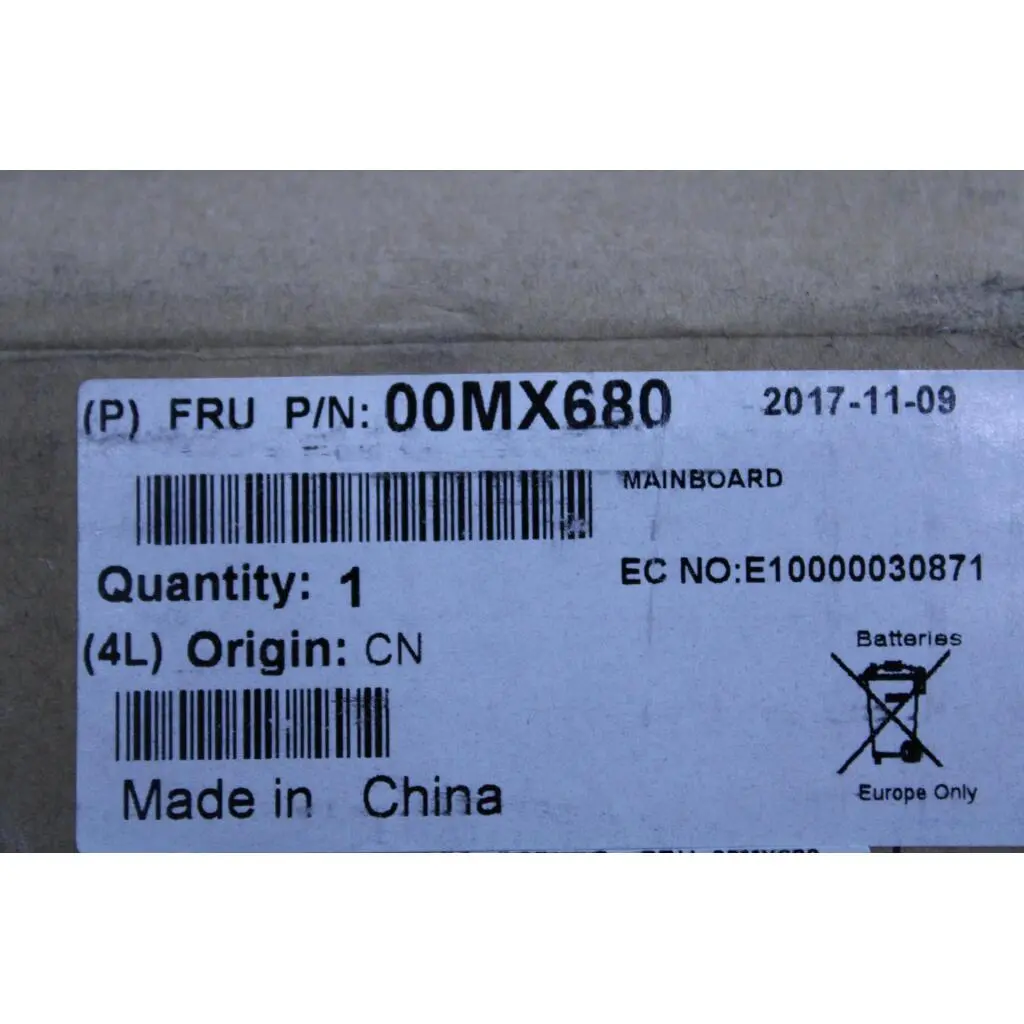 (P) FRU P/N: 00MX680 2017-11-09
MAINBOARD
Quantity: 1
EC NO:E10000030871
(4L) Origin: CN
Batteries
Made in China
Europe Only